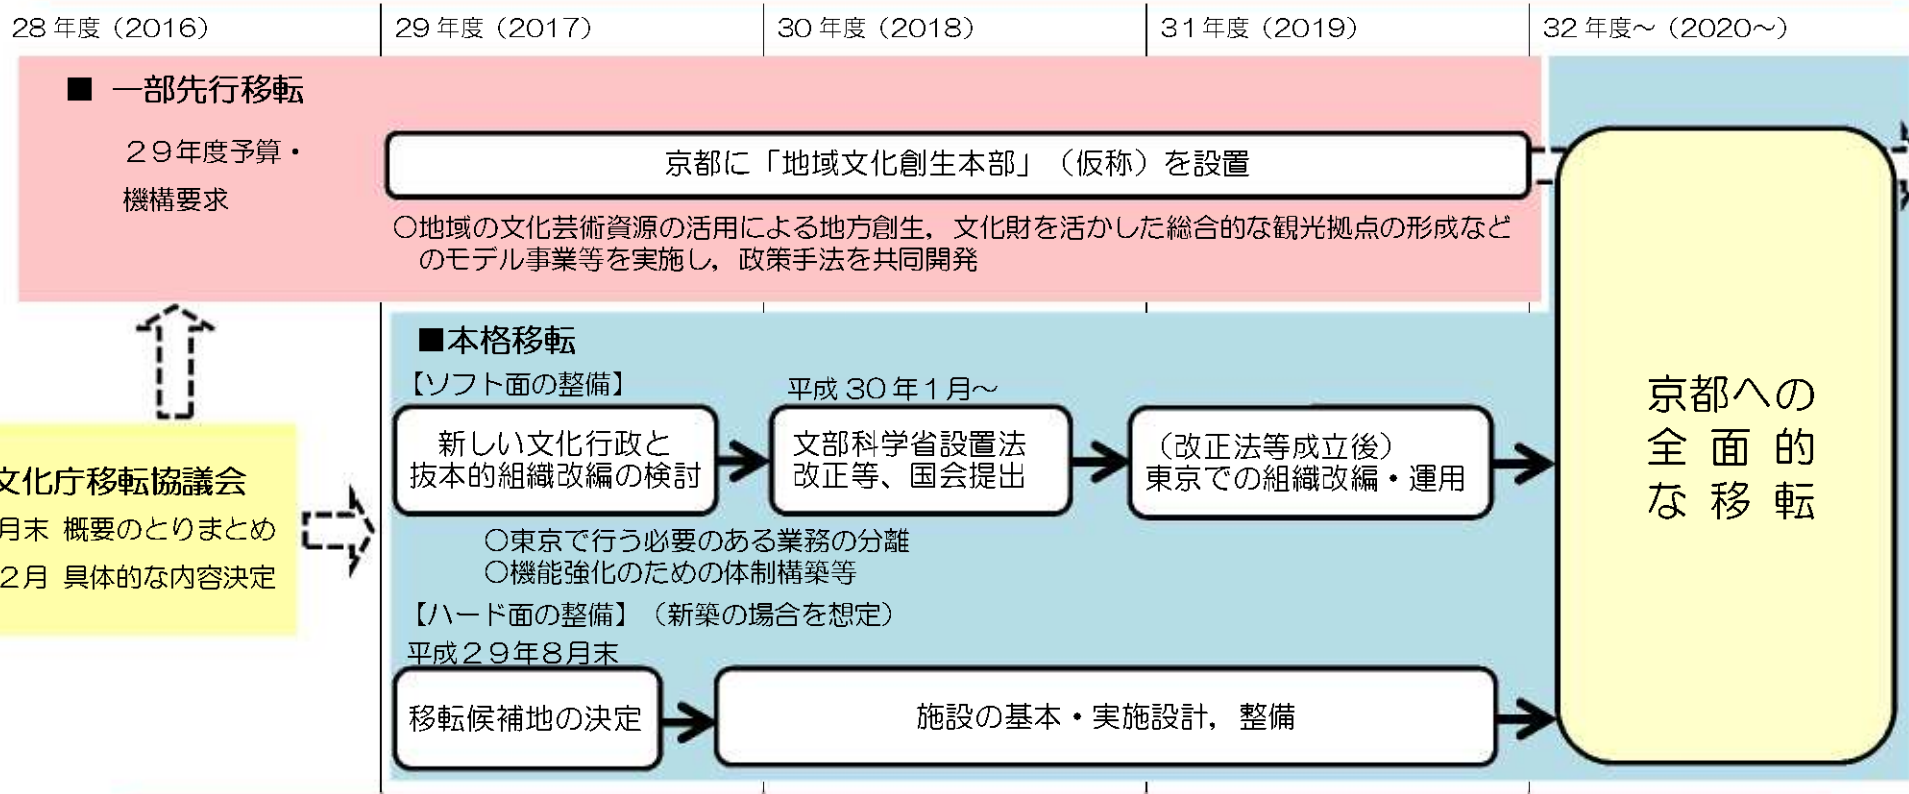 28年度（2016）
29年度（2017）
30年度（2018）
31年度（2019）
32年度～（2020～）
■ 一部先行移転
２９年度予算・
機構要求
京都に「地域文化創生本部」（仮称）を設置
○地域の文化芸術資源の活用による地方創生，文化財を活かした総合的な観光拠点の形成など
のモデル事業等を実施し，政策手法を共同開発
文化庁移転協議会
月末 概要のとりまとめ
２月 具体的な内容決定
■本格移転
【ソフト面の整備】
新しい文化行政と
抜本的組織改編の検討
平成30年１月～
文部科学省設置法
改正等、国会提出
（改正法等成立後）
東京での組織改編・運用
○東京で行う必要のある業務の分離
○機能強化のための体制構築等
【ハード面の整備】（新築の場合を想定）
平成２９年８月末
移転候補地の決定
施設の基本・実施設計，整備
京都への
全面的
な移転